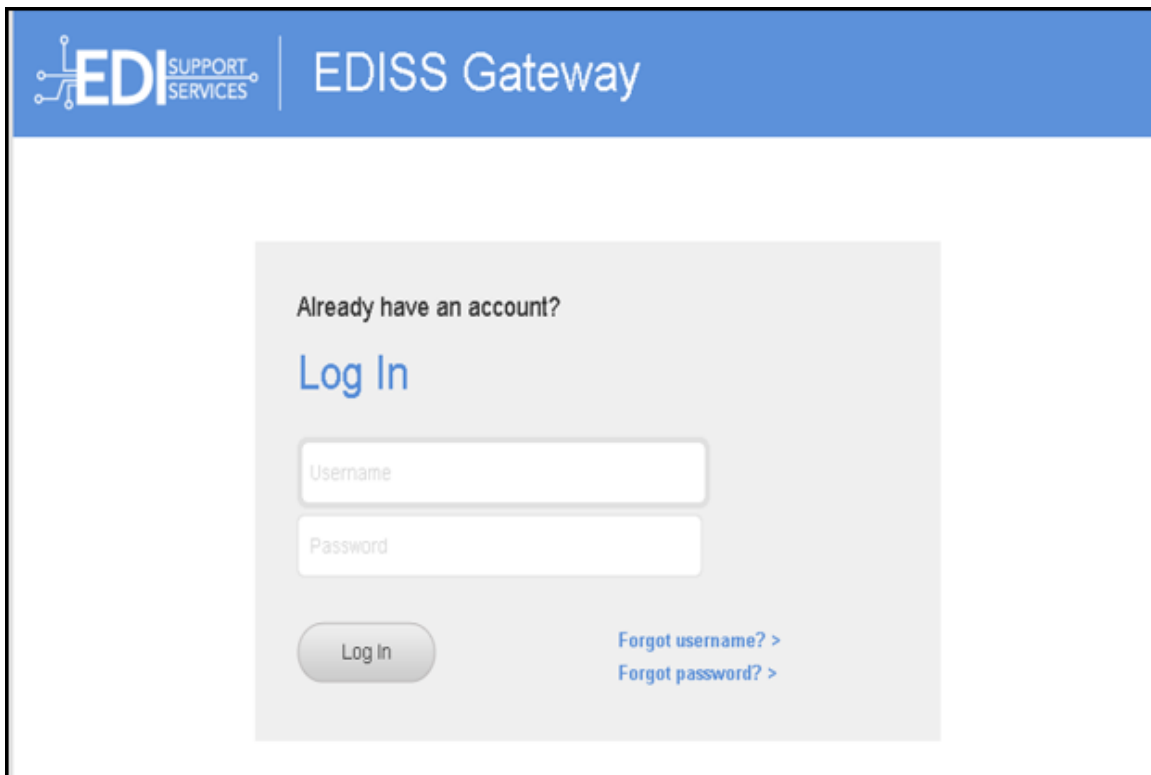 EDI SUPPORT SERVICES
EDISS Gateway
Already have an account?
Log In
Username
Password
Log In
Forgot username? >
Forgot password? >